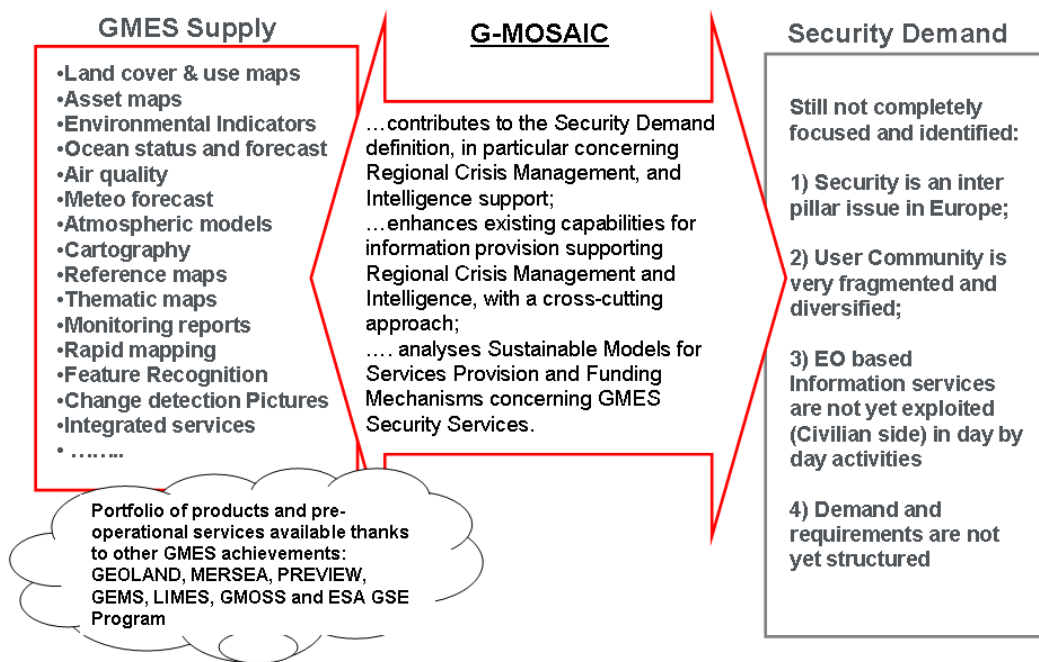 GMES Supply
•Land cover & use maps
•Asset maps
•Environmental Indicators
•Ocean status and forecast
•Air quality
•Meteo forecast
•Atmospheric models
•Cartography
•Reference maps
•Thematic maps
•Monitoring reports
•Rapid mapping
•Feature Recognition
•Change detection Pictures
•Integrated services
• ……..
Portfolio of products and pre-
operational services available thanks
to other GMES achievements:
GEOLAND, MERSEA, PREVIEW,
GEMS, LIMES, GMOSS and ESA GSE
Program
G-MOSAIC
…contributes to the Security Demand
definition, in particular concerning
Regional Crisis Management, and
Intelligence support;
…enhances existing capabilities for
information provision supporting
Regional Crisis Management and
Intelligence, with a cross-cutting
approach;
…. analyses Sustainable Models for
Services Provision and Funding
Mechanisms concerning GMES
Security Services.
Security Demand
Still not completely
focused and identified:
1) Security is an inter
pillar issue in Europe;
2) User Community is
very fragmented and
diversified;
3) EO based
Information services
are not yet exploited
(Civilian side) in day by
day activities
4) Demand and
requirements are not
yet structured